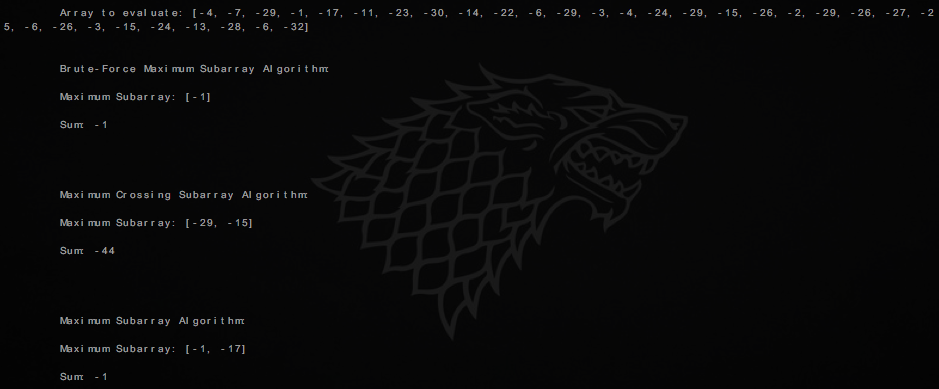 Array to evaluate: [-4, -7, -29, -1, -17, -11, -23, -30, -14, -22, -6, -29, -3, -4, -24, -29, -15, -26, -2, -29, -26, -27, -2
5, -6, -26, -3, -15, -24, -13, -28, -6, -32]
Brute-Force Maximum Subarray Algorithm:
Maximum Subarray: [-1]
Sum: -1
Maximum Crossing Subarray Algorithm:
Maximum Subarray: [-29, -15]
Sum: -44
Maximum Subarray Algorithm:
Maximum Subarray: [-1, -17]
Sum: -1